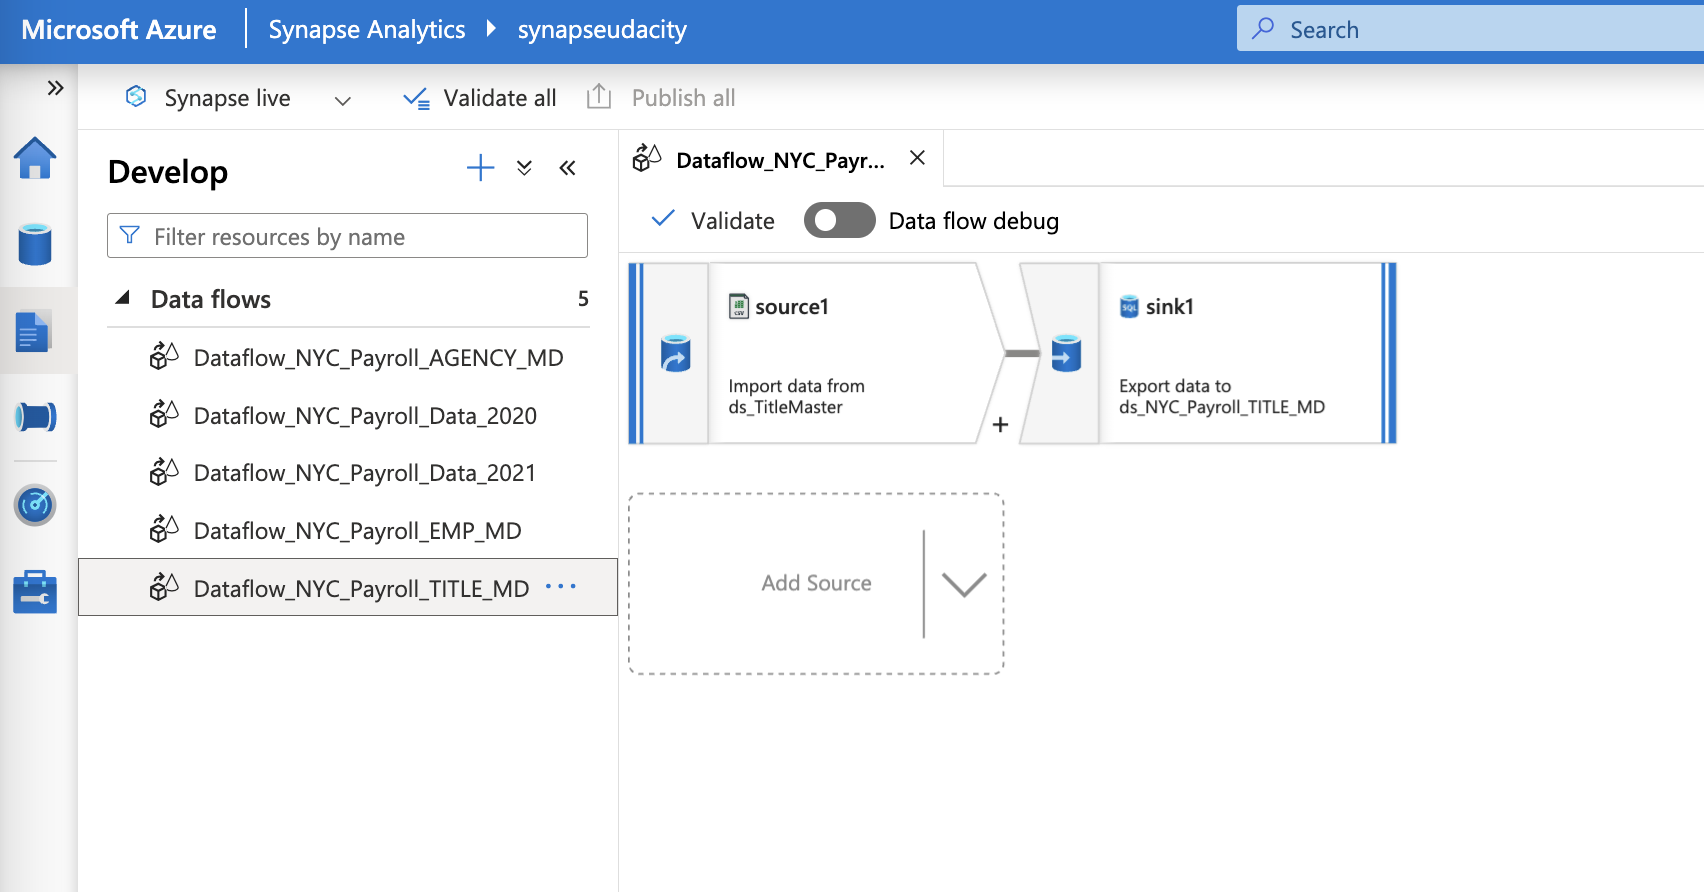 Microsoft Azure
Synapse Analytics
synapseudacity
Search
Synapse live
Validate all
Publish all
Develop
Filter resources by name
Data flows 5
Dataflow_NYC_Payroll_AGENCY_MD
Dataflow_NYC_Payroll_Data_2020
Dataflow_NYC_Payroll_Data_2021
Dataflow_NYC_Payroll_EMP_MD
Dataflow_NYC_Payroll_TITLE_MD
Dataflow_NYC_Payr...
Validate
Data flow debug
CSV
source1
Import data from
ds_TitleMaster
SQL
sink1
Export data to
ds_NYC_Payroll_TITLE_MD
Add Source